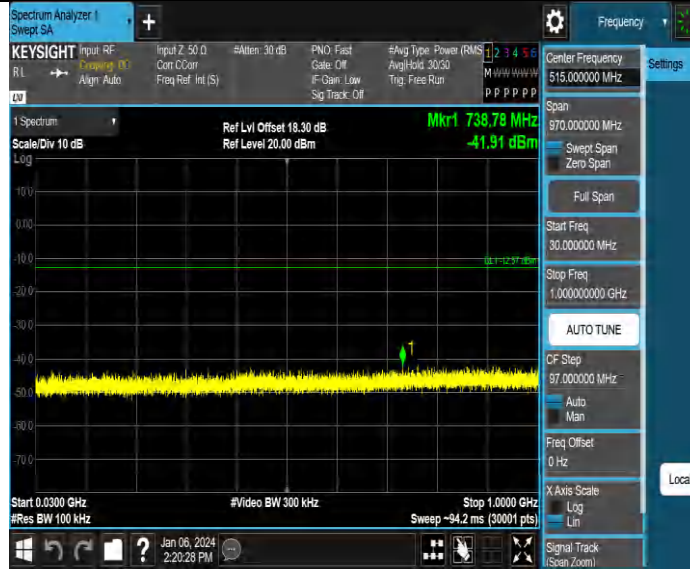 Spectrum Analyzer 1
Swept SA
Frequency
KEYSIGHT
RL
Input: RF
Coupling: DC
Align: Auto
Input Z: 50 Ω
Corr CCorr
Freq Ref: Int (S)
#Atten: 30 dB
PNO: Fast
Gate: Off
IF Gain: Low
Sig Track: Off
#Avg Type: Power (RMS
Avg|Hold: 30/30
Trig: Free Run
1 2 3 4 5 6
M W W W W W
P P P P P P
1 Spectrum
Scale/Div 10 dB
Log
Ref Lvl Offset 18.30 dB
Ref Level 20.00 dBm
Mkr1 738.78 MHz
-41.91 dBm
10.0
0.00
-10.0
-20.0
-30.0
-40.0
-50.0
-60.0
-70.0
DL1 -12.57 dBm
1
Start 0.0300 GHz
#Res BW 100 kHz
#Video BW 300 kHz
Stop 1.0000 GHz
Sweep ~94.2 ms (30001 pts)
Jan 06, 2024
2:20:28 PM
Settings
Center Frequency
515.000000 MHz
Span
970.000000 MHz
Swept Span
Zero Span
Full Span
Start Freq
30.000000 MHz
Stop Freq
1.000000000 GHz
AUTO TUNE
CF Step
97.000000 MHz
Auto
Man
Freq Offset
0 Hz
X Axis Scale
Log
Lin
Signal Track
(Span Zoom)
Loca